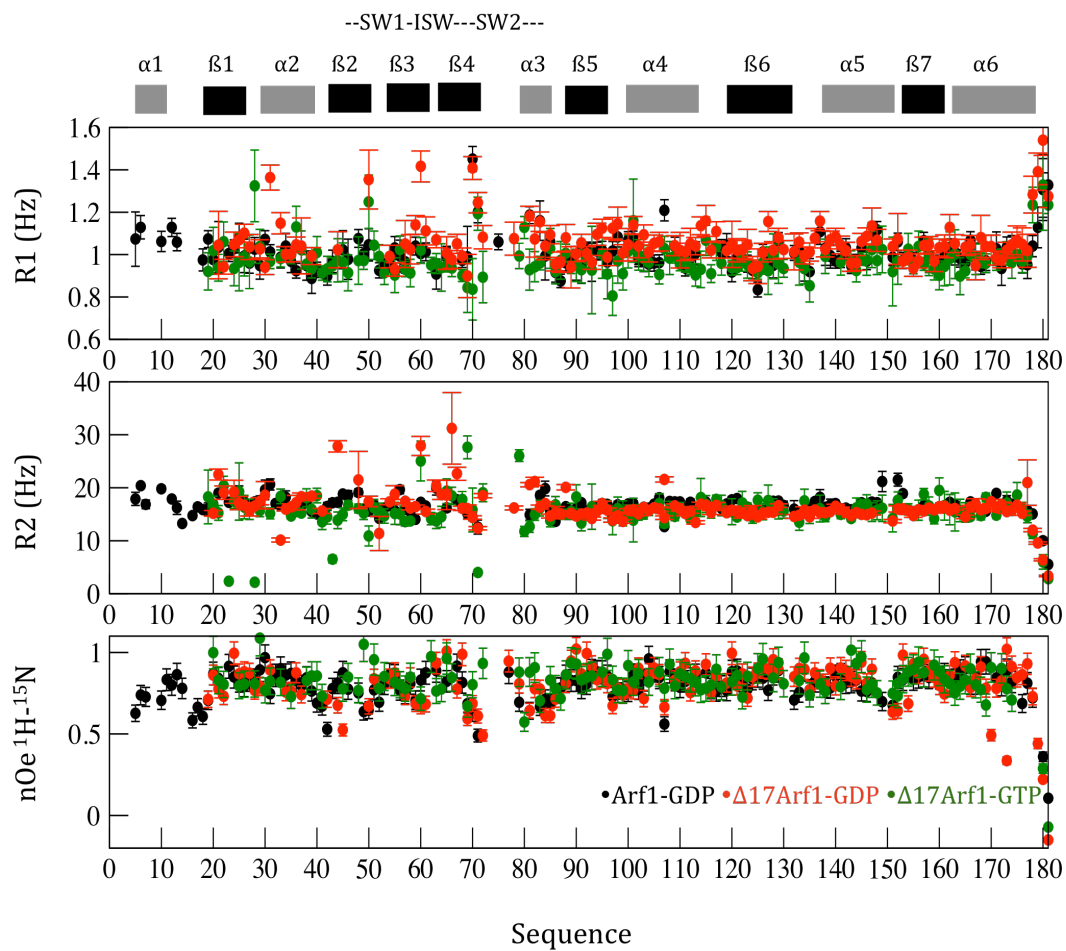 --SW1-ISW---SW2---
α1 ß1 α2 ß2 ß3 ß4 α3 ß5 α4 ß6 α5 ß7 α6
R1 (Hz)
1.6
1.4
1.2
1
0.8
0.6
0 10 20 30 40 50 60 70 80 90 100 110 120 130 140 150 160 170 180
R2 (Hz)
40
30
20
10
0
0 10 20 30 40 50 60 70 80 90 100 110 120 130 140 150 160 170 180
nOe ¹H-¹⁵N
1
0.5
0
Arf1-GDP Δ17Arf1-GDP Δ17Arf1-GTP
0 10 20 30 40 50 60 70 80 90 100 110 120 130 140 150 160 170 180
Sequence